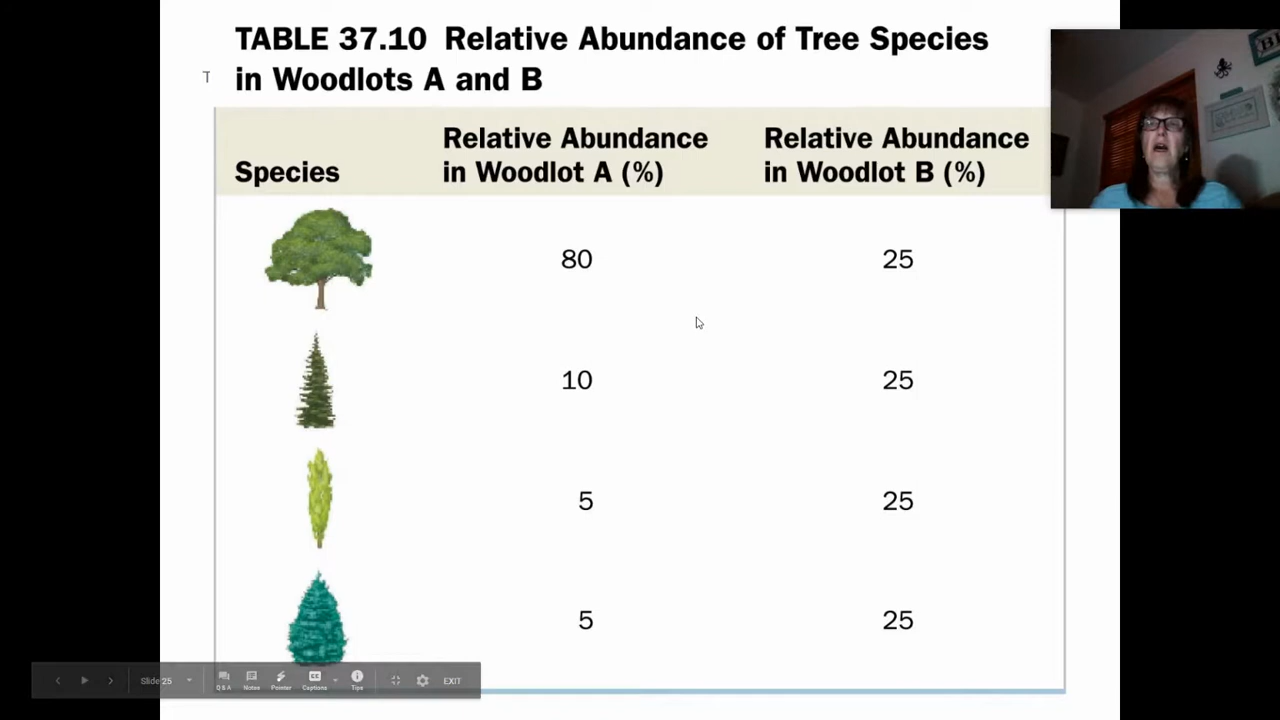 TABLE 37.10 Relative Abundance of Tree Species
in Woodlots A and B
T
Species
Relative Abundance
in Woodlot A (%)
Relative Abundance
in Woodlot B (%)
80 25
10 25
5 25
5 25
Slide 25
Q & A
Notes
Pointer
CC
Captions
Tips
EXIT